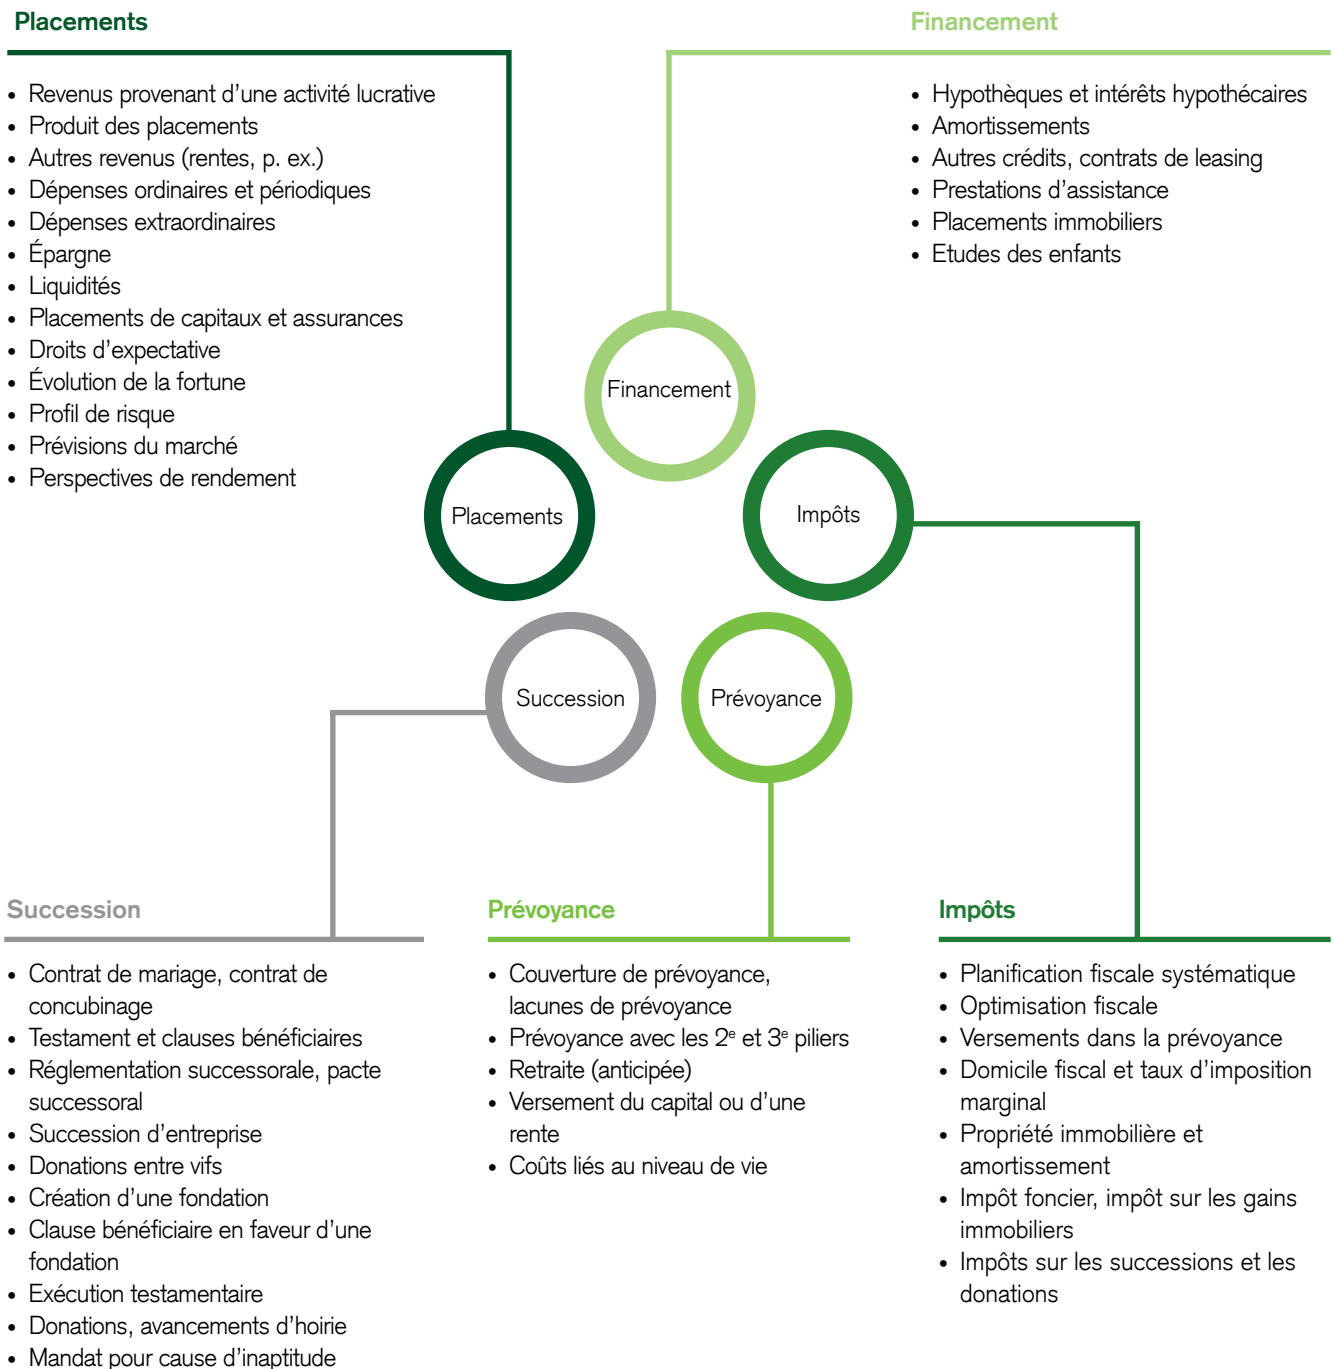 Placements
• Revenus provenant d’une activité lucrative
• Produit des placements
• Autres revenus (rentes, p. ex.)
• Dépenses ordinaires et périodiques
• Dépenses extraordinaires
• Épargne
• Liquidités
• Placements de capitaux et assurances
• Droits d’expectative
• Évolution de la fortune
• Profil de risque
• Prévisions du marché
• Perspectives de rendement
Financement
• Hypothèques et intérêts hypothécaires
• Amortissements
• Autres crédits, contrats de leasing
• Prestations d’assistance
• Placements immobiliers
• Etudes des enfants
Financement
Placements
Impôts
Succession
Prévoyance
Succession
• Contrat de mariage, contrat de
concubinage
• Testament et clauses bénéficiaires
• Réglementation successorale, pacte
successoral
• Succession d’entreprise
• Donations entre vifs
• Création d’une fondation
• Clause bénéficiaire en faveur d’une
fondation
• Exécution testamentaire
• Donations, avancements d’hoirie
• Mandat pour cause d’inaptitude
Prévoyance
• Couverture de prévoyance,
lacunes de prévoyance
• Prévoyance avec les 2ᵉ et 3ᵉ piliers
• Retraite (anticipée)
• Versement du capital ou d’une
rente
• Coûts liés au niveau de vie
Impôts
• Planification fiscale systématique
• Optimisation fiscale
• Versements dans la prévoyance
• Domicile fiscal et taux d’imposition
marginal
• Propriété immobilière et
amortissement
• Impôt foncier, impôt sur les gains
immobiliers
• Impôts sur les successions et les
donations